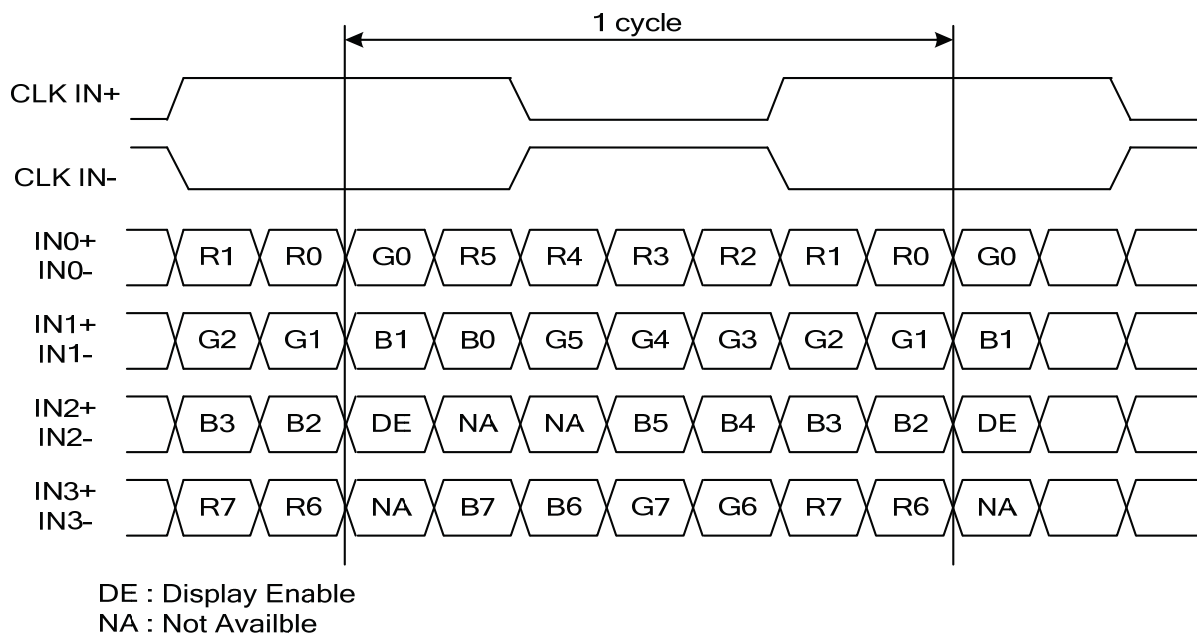 1 cycle
CLK IN+
CLK IN-
IN0+
IN0-
R1 R0 G0 R5 R4 R3 R2 R1 R0 G0
IN1+
IN1-
G2 G1 B1 B0 G5 G4 G3 G2 G1 B1
IN2+
IN2-
B3 B2 DE NA NA B5 B4 B3 B2 DE
IN3+
IN3-
R7 R6 NA B7 B6 G7 G6 R7 R6 NA
DE : Display Enable
NA : Not Availble